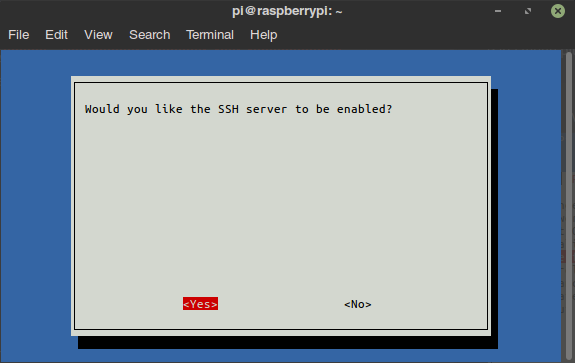 pi@raspberrypi: ~
File Edit View Search Terminal Help
Would you like the SSH server to be enabled?
<Yes> <No>